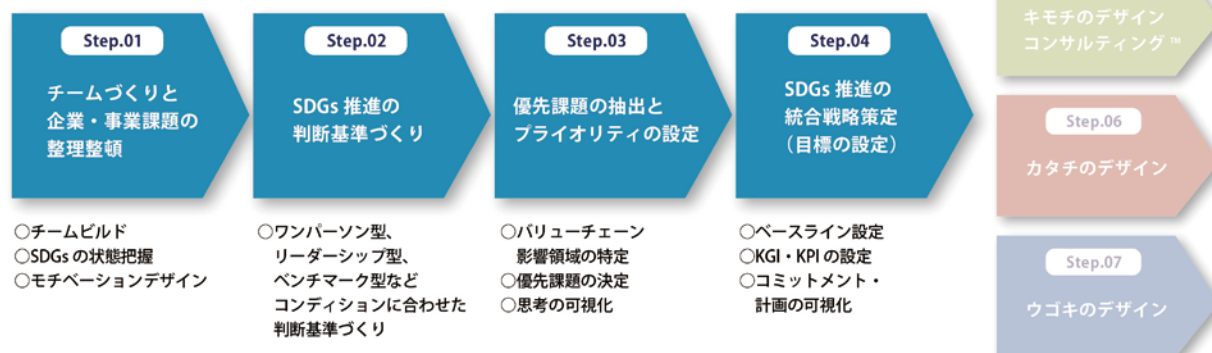 Step.01
チームづくりと
企業・事業課題の
整理整頓
○チームビルド
○SDGs の状態把握
○モチベーションデザイン
Step.02
SDGs 推進の
判断基準づくり
○ワンパーソン型、
リーダーシップ型、
ベンチマーク型など
コンディションに合わせた
判断基準づくり
Step.03
優先課題の抽出と
プライオリティの設定
○バリューチェーン
影響領域の特定
○優先課題の決定
○思考の可視化
Step.04
SDGs 推進の
統合戦略策定
（目標の設定）
○ベースライン設定
○KGI・KPI の設定
○コミットメント・
計画の可視化
キモチのデザイン
コンサルティング™
Step.06
カタチのデザイン
Step.07
ウゴキのデザイン